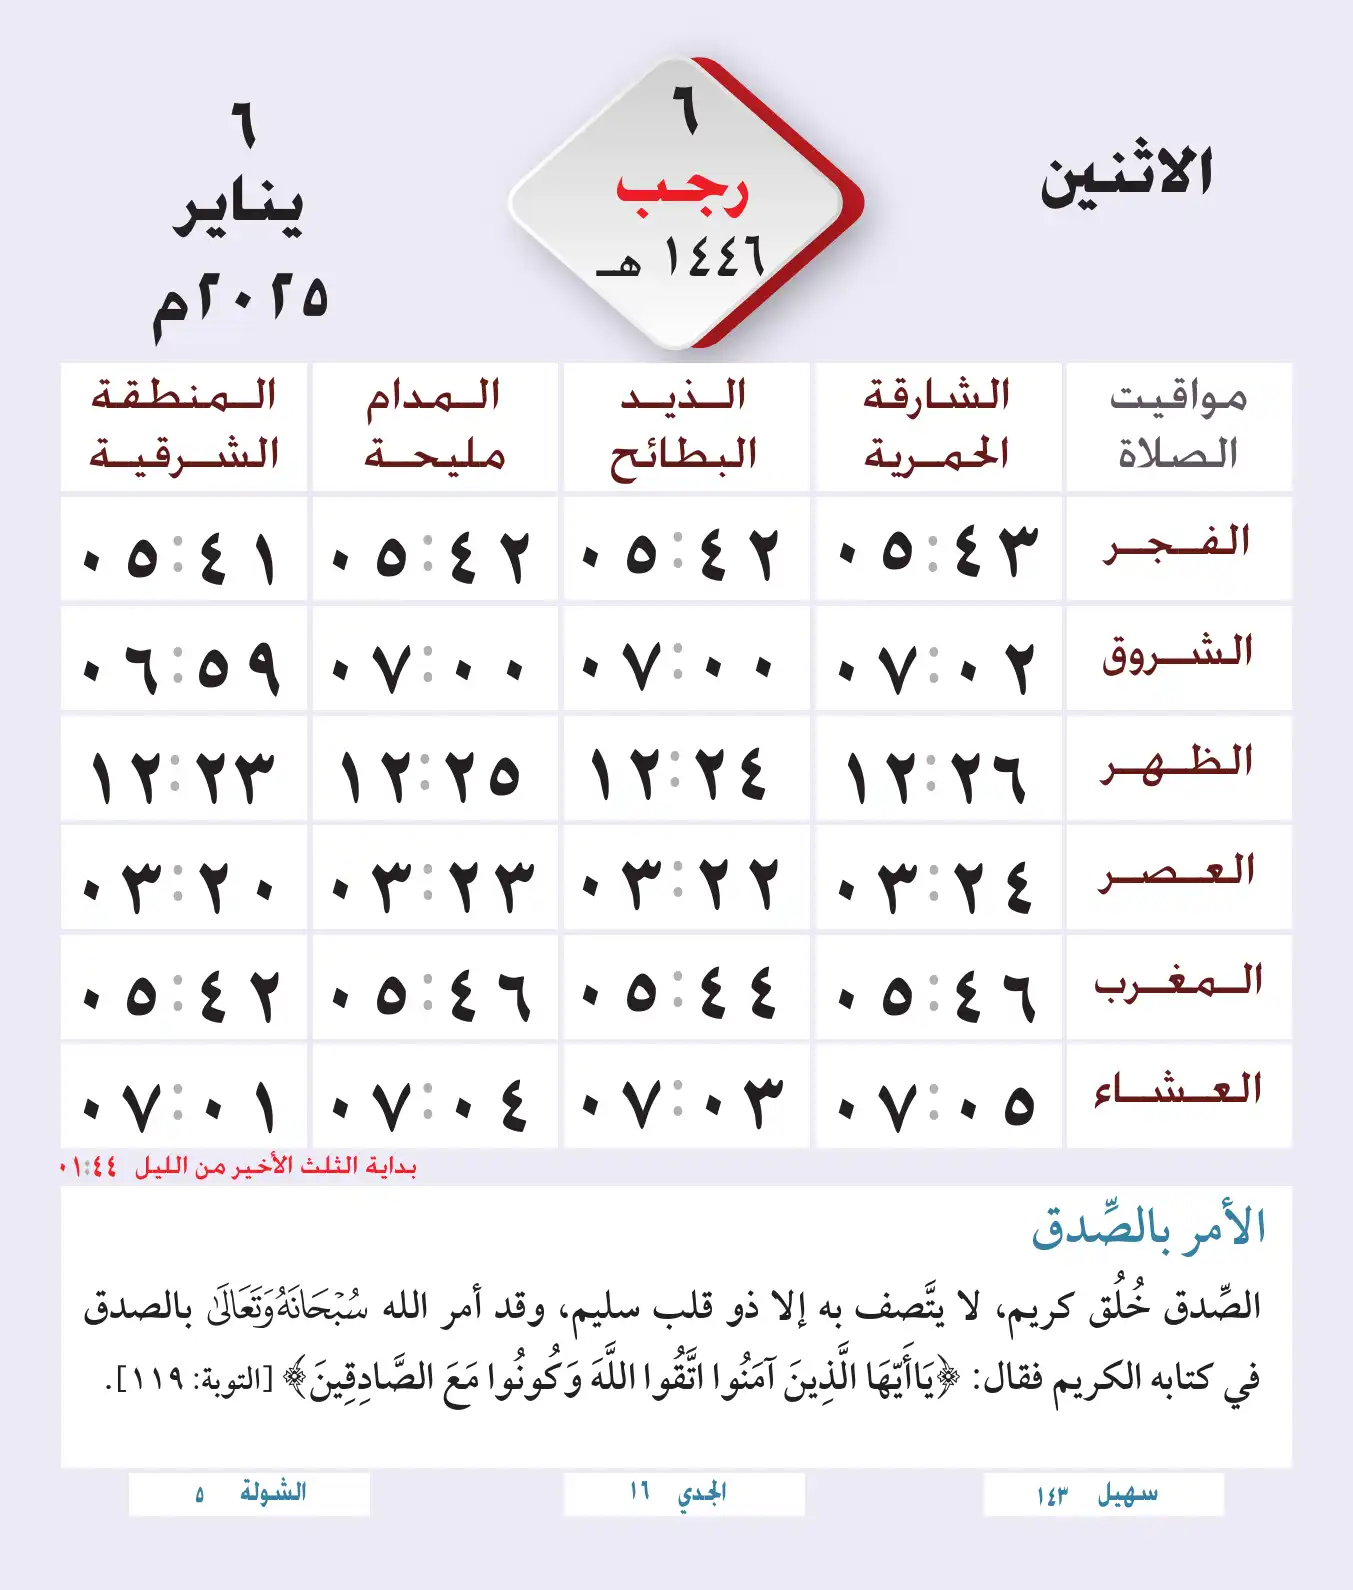 الاثنين
٦
رجب
١٤٤٦ هـ
٦
يناير
٢٠٢٥م
مواقيت الصلاة
الشارقة الحمرية
الذيد البطائح
المدام مليحة
المنطقة الشرقية
الفجر ٠٥:٤٣ ٠٥:٤٢ ٠٥:٤٢ ٠٥:٤١
الشروق ٠٧:٠٢ ٠٧:٠٠ ٠٧:٠٠ ٠٦:٥٩
الظهر ١٢:٢٦ ١٢:٢٤ ١٢:٢٥ ١٢:٢٣
العصر ٠٣:٢٤ ٠٣:٢٢ ٠٣:٢٣ ٠٣:٢٠
المغرب ٠٥:٤٦ ٠٥:٤٤ ٠٥:٤٦ ٠٥:٤٢
العشاء ٠٧:٠٥ ٠٧:٠٣ ٠٧:٠٤ ٠٧:٠١
بداية الثلث الأخير من الليل ٠١:٤٤
الأمر بالصِّدق
الصِّدق خُلُق كريم، لا يتَّصف به إلا ذو قلب سليم، وقد أمر الله سُبْحَانَهُ وَتَعَالَىٰ بالصدق
في كتابه الكريم فقال: ﴿يَاأَيّهَا الَّذِينَ آمَنُوا اتَّقُوا اللَّهَ وَكُونُوا مَعَ الصَّادِقِينَ﴾ [التوبة: ١١٩].
سهيل ١٤٣
الجدي ١٦
الشولة ٥